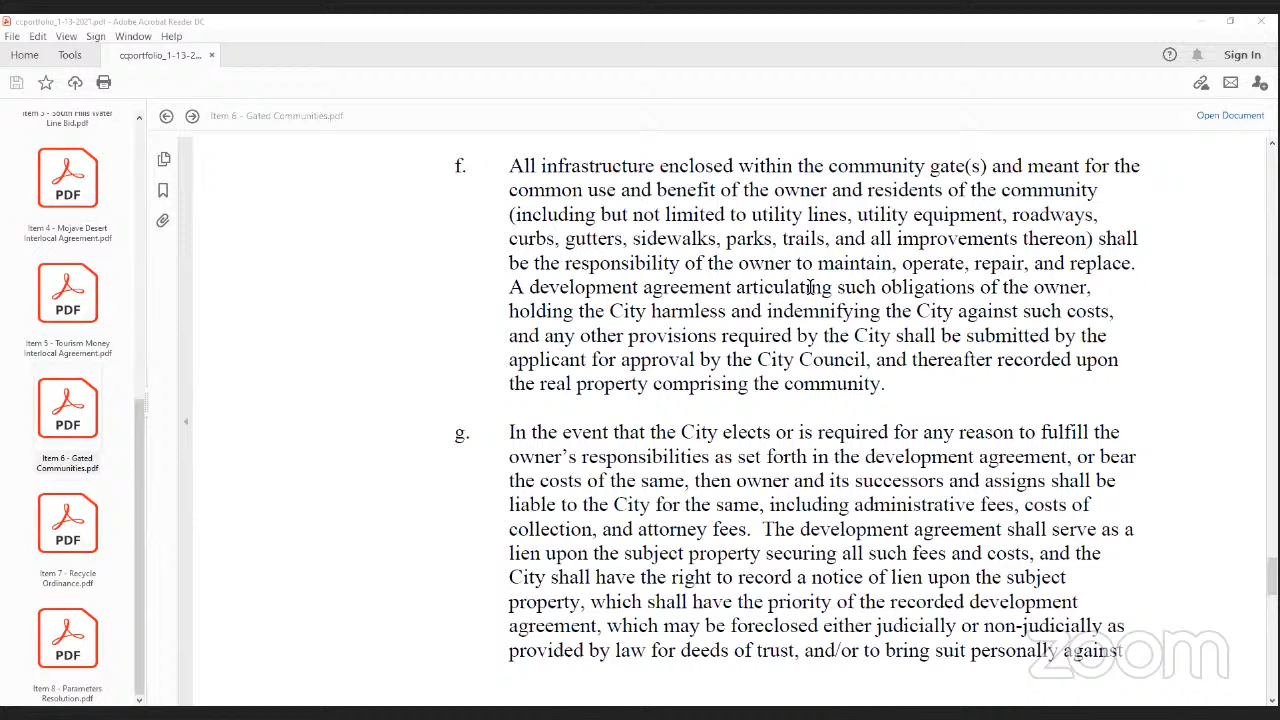 ccportfolio_1-13-2021.pdf - Adobe Acrobat Reader DC
File Edit View Sign Window Help
Home Tools ccportfolio_1-13-2... × Sign In
Item 6 - Gated Communities.pdf Open Document
Item 3 - South Hills Water
Line Bid.pdf
PDF
Item 4 - Mojave Desert
Interlocal Agreement.pdf
PDF
Item 5 - Tourism Money
Interlocal Agreement.pdf
PDF
Item 6 - Gated
Communities.pdf
PDF
Item 7 - Recycle
Ordinance.pdf
PDF
Item 8 - Parameters
Resolution.pdf
f. All infrastructure enclosed within the community gate(s) and meant for the
common use and benefit of the owner and residents of the community
(including but not limited to utility lines, utility equipment, roadways,
curbs, gutters, sidewalks, parks, trails, and all improvements thereon) shall
be the responsibility of the owner to maintain, operate, repair, and replace.
A development agreement articulating such obligations of the owner,
holding the City harmless and indemnifying the City against such costs,
and any other provisions required by the City shall be submitted by the
applicant for approval by the City Council, and thereafter recorded upon
the real property comprising the community.
g. In the event that the City elects or is required for any reason to fulfill the
owner's responsibilities as set forth in the development agreement, or bear
the costs of the same, then owner and its successors and assigns shall be
liable to the City for the same, including administrative fees, costs of
collection, and attorney fees. The development agreement shall serve as a
lien upon the subject property securing all such fees and costs, and the
City shall have the right to record a notice of lien upon the subject
property, which shall have the priority of the recorded development
agreement, which may be foreclosed either judicially or non-judicially as
provided by law for deeds of trust, and/or to bring suit personally against
zoom